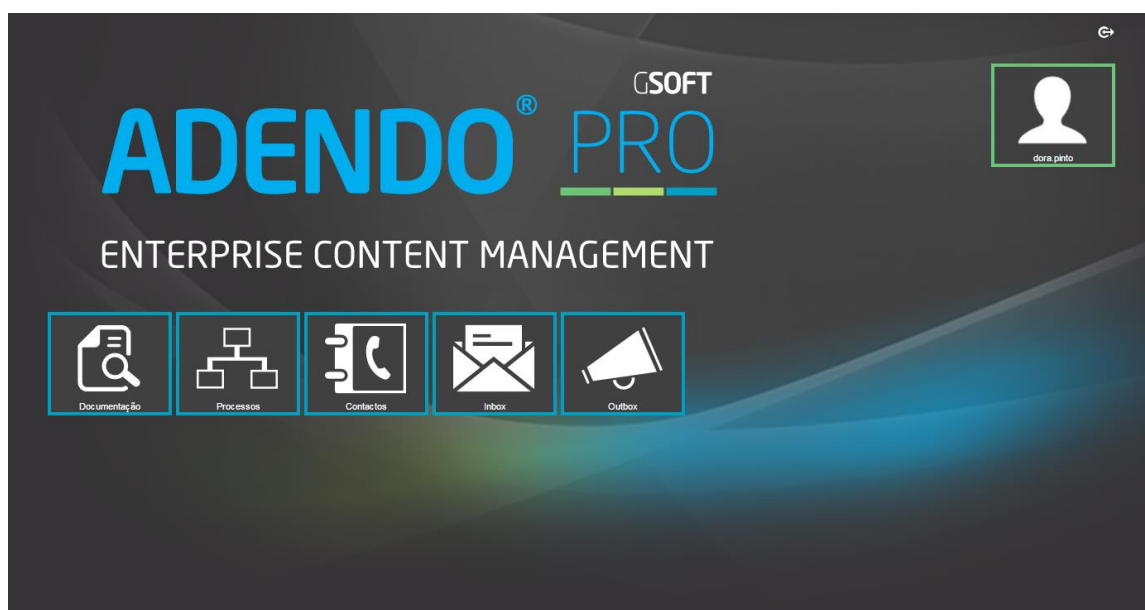 GSOFT
ADENDO® PRO
dora.pinto
ENTERPRISE CONTENT MANAGEMENT
Documentação
Processos
Contactos
Inbox
Outbox